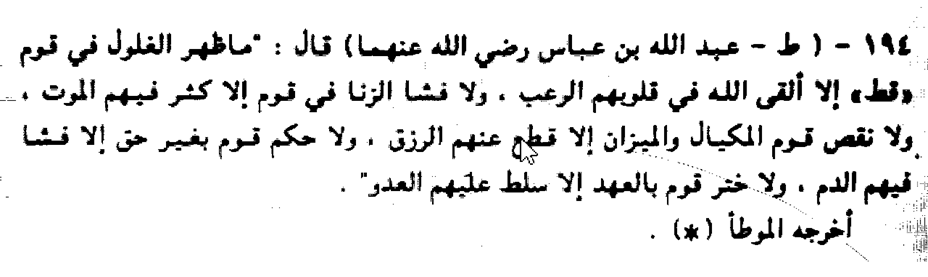 ١٩٤ - ( ط - عبد الله بن عباس رضي الله عنهما) قال : "ماظهر الغلول في قوم
«قط» إلا ألقى الله في قلوبهم الرعب ، ولا فشا الزنا في قوم إلا كثر فيهم الموت ،
ولا نقص قوم المكيال والميزان إلا قطع عنهم الرزق ، ولا حكم قوم بغير حق إلا فشا
فيهم الدم ، ولا ختر قوم بالعهد إلا سلط عليهم العدو" .
أخرجه الموطأ (*) .